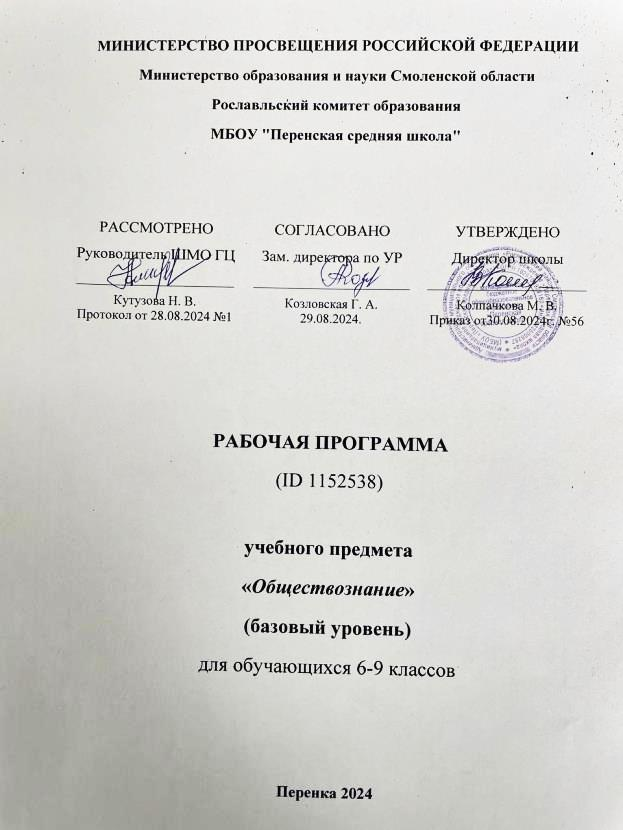 МИНИСТЕРСТВО ПРОСВЕЩЕНИЯ РОССИЙСКОЙ ФЕДЕРАЦИИ
Министерство образования и науки Смоленской области
Рославльский комитет образования
МБОУ "Перенская средняя школа"
РАССМОТРЕНО
Руководитель ШМО ГЦ
Кутузова Н. В.
Протокол от 28.08.2024 №1
СОГЛАСОВАНО
Зам. директора по УР
Козловская Г. А.
29.08.2024.
УТВЕРЖДЕНО
Директор школы
Колпачкова М. В.
Приказ от30.08.2024г. №56
РАБОЧАЯ ПРОГРАММА
(ID 1152538)
учебного предмета
«Обществознание»
(базовый уровень)
для обучающихся 6-9 классов
Перенка 2024